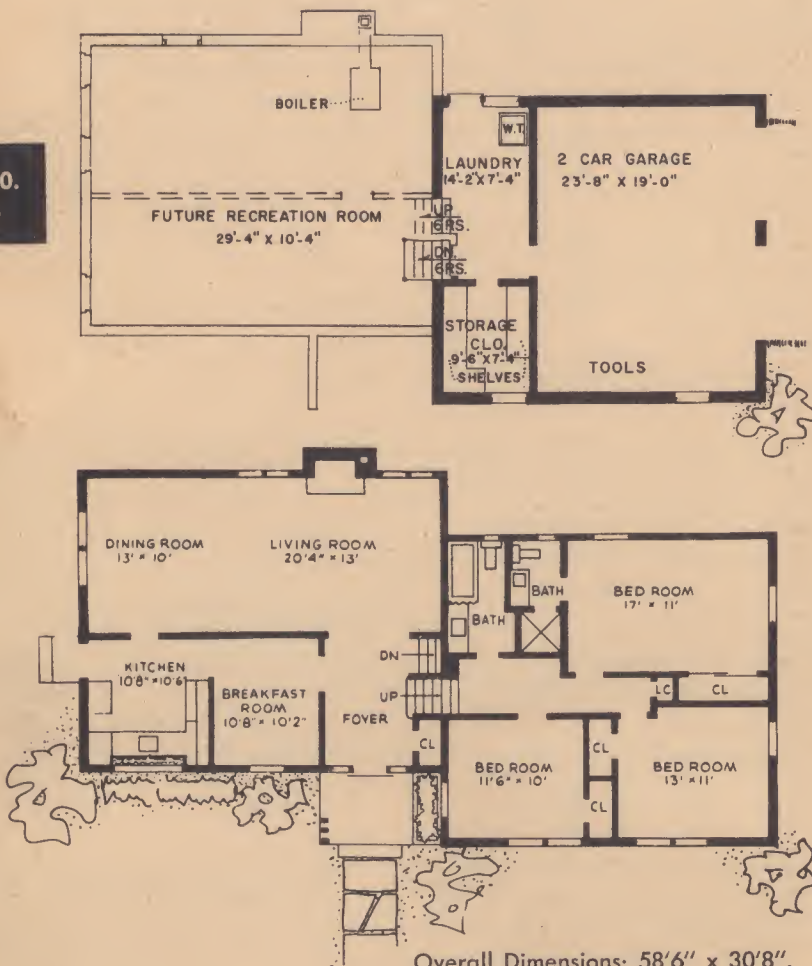 O.
BOILER
W.T.
LAUNDRY
14'-2"X7'-4"
2 CAR GARAGE
23'-8" X 19'-0"
FUTURE RECREATION ROOM
29'-4" X 10'-4"
UP
6RS.
DN.
6RS.
STORAGE
CLO.
9'-6"X7'-4"
SHELVES
TOOLS
DINING ROOM
13' × 10'
LIVING ROOM
20'4" × 13'
BATH
BATH
BED ROOM
17' × 11'
KITCHEN
10'8" × 10'6"
BREAKFAST
ROOM
10'8" × 10'2"
DN
UP
FOYER
CL
LC
CL
BED ROOM
11'6" × 10'
CL
CL
BED ROOM
13' × 11'
Overall Dimensions: 58'6" x 30'8".